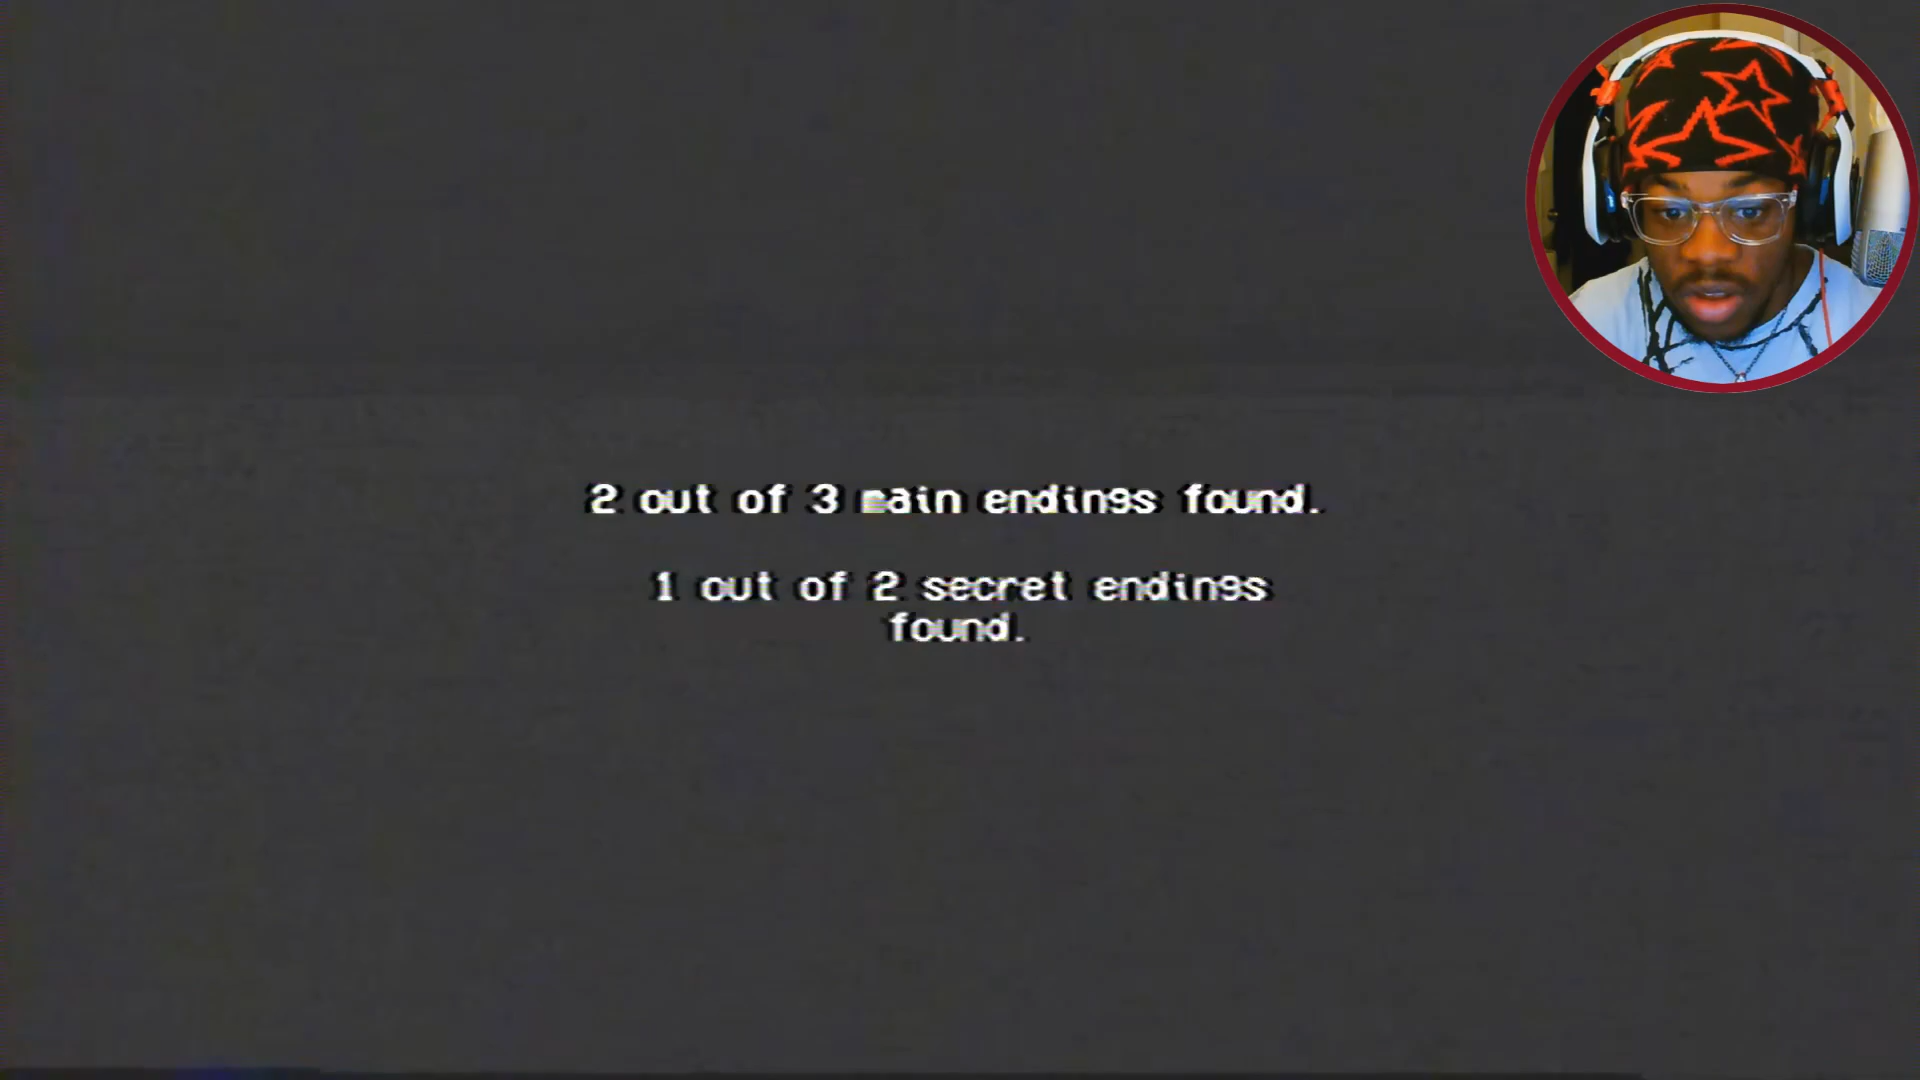 2 out of 3 main endings found.
1 out of 2 secret endings
found.